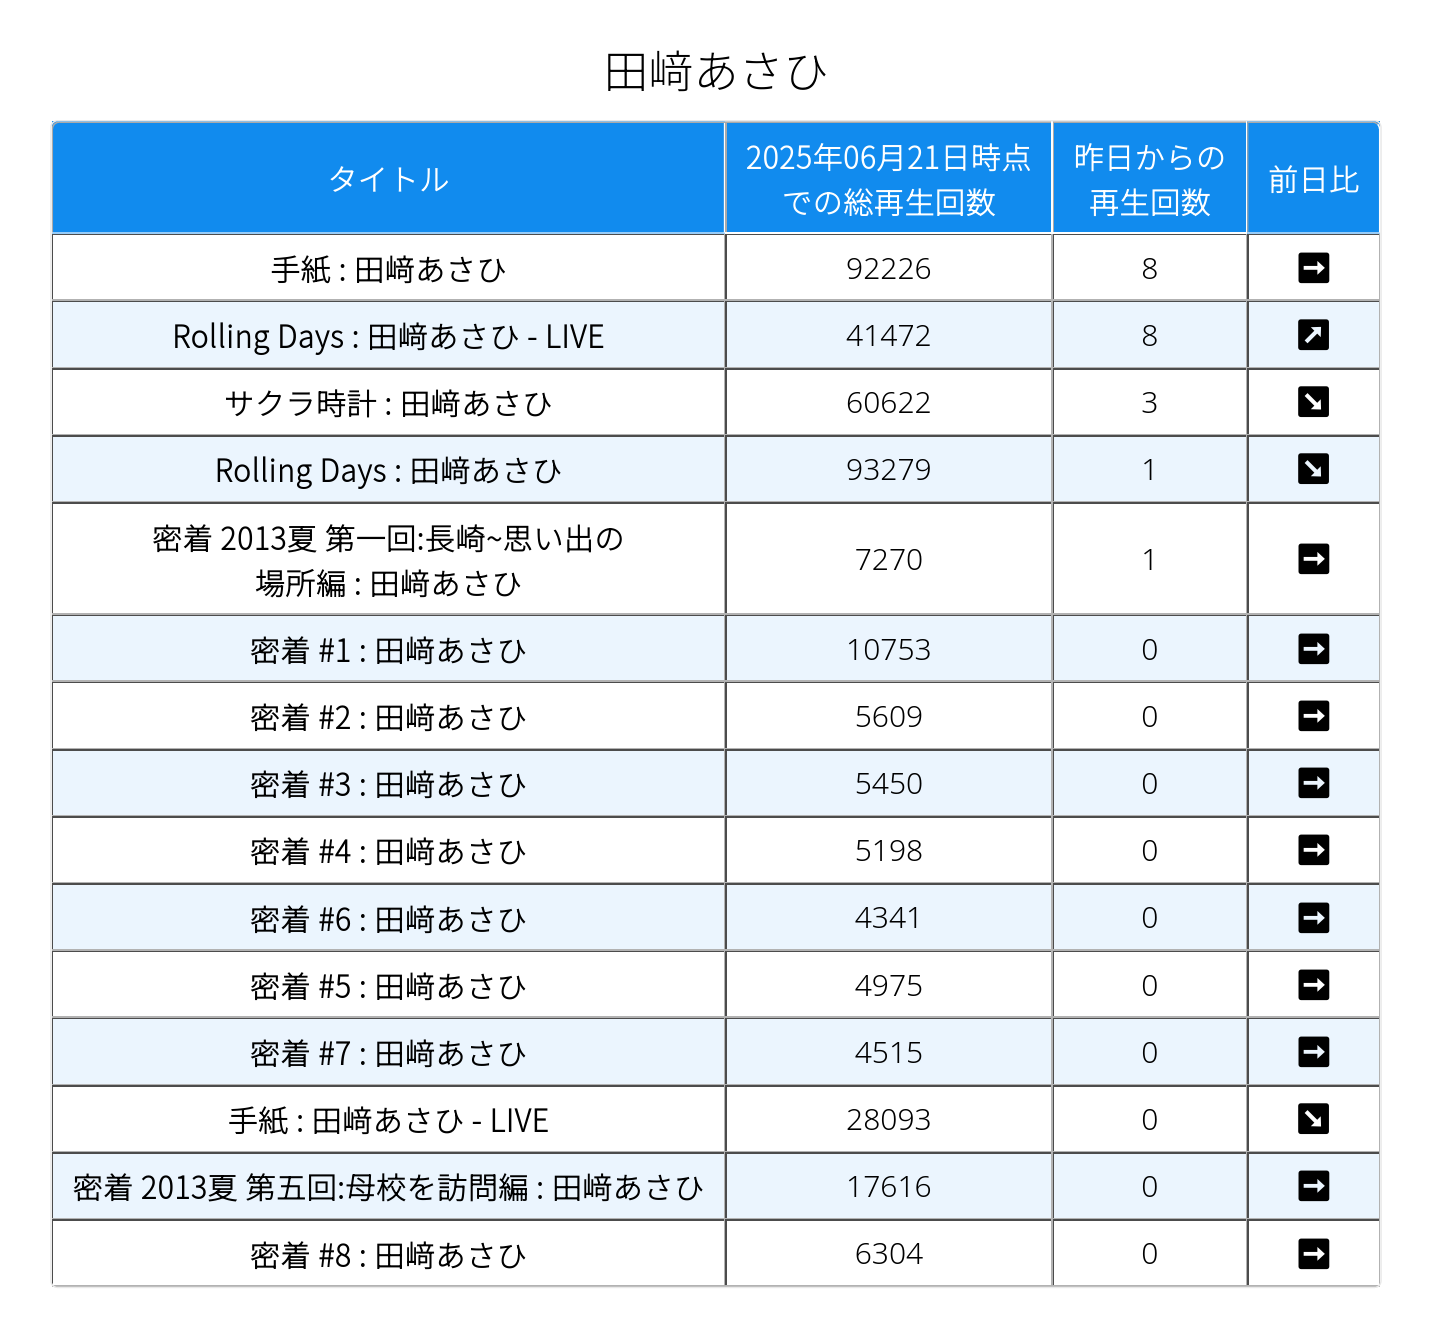 田﨑あさひ
タイトル
2025年06月21日時点
での総再生回数
昨日からの
再生回数
前日比
手紙 : 田﨑あさひ 92226 8 ➡
Rolling Days : 田﨑あさひ - LIVE 41472 8 ↗
サクラ時計 : 田﨑あさひ 60622 3 ↘
Rolling Days : 田﨑あさひ 93279 1 ↘
密着 2013夏 第一回:長崎~思い出の
場所編 : 田﨑あさひ 7270 1 ➡
密着 #1 : 田﨑あさひ 10753 0 ➡
密着 #2 : 田﨑あさひ 5609 0 ➡
密着 #3 : 田﨑あさひ 5450 0 ➡
密着 #4 : 田﨑あさひ 5198 0 ➡
密着 #6 : 田﨑あさひ 4341 0 ➡
密着 #5 : 田﨑あさひ 4975 0 ➡
密着 #7 : 田﨑あさひ 4515 0 ➡
手紙 : 田﨑あさひ - LIVE 28093 0 ↘
密着 2013夏 第五回:母校を訪問編 : 田﨑あさひ 17616 0 ➡
密着 #8 : 田﨑あさひ 6304 0 ➡